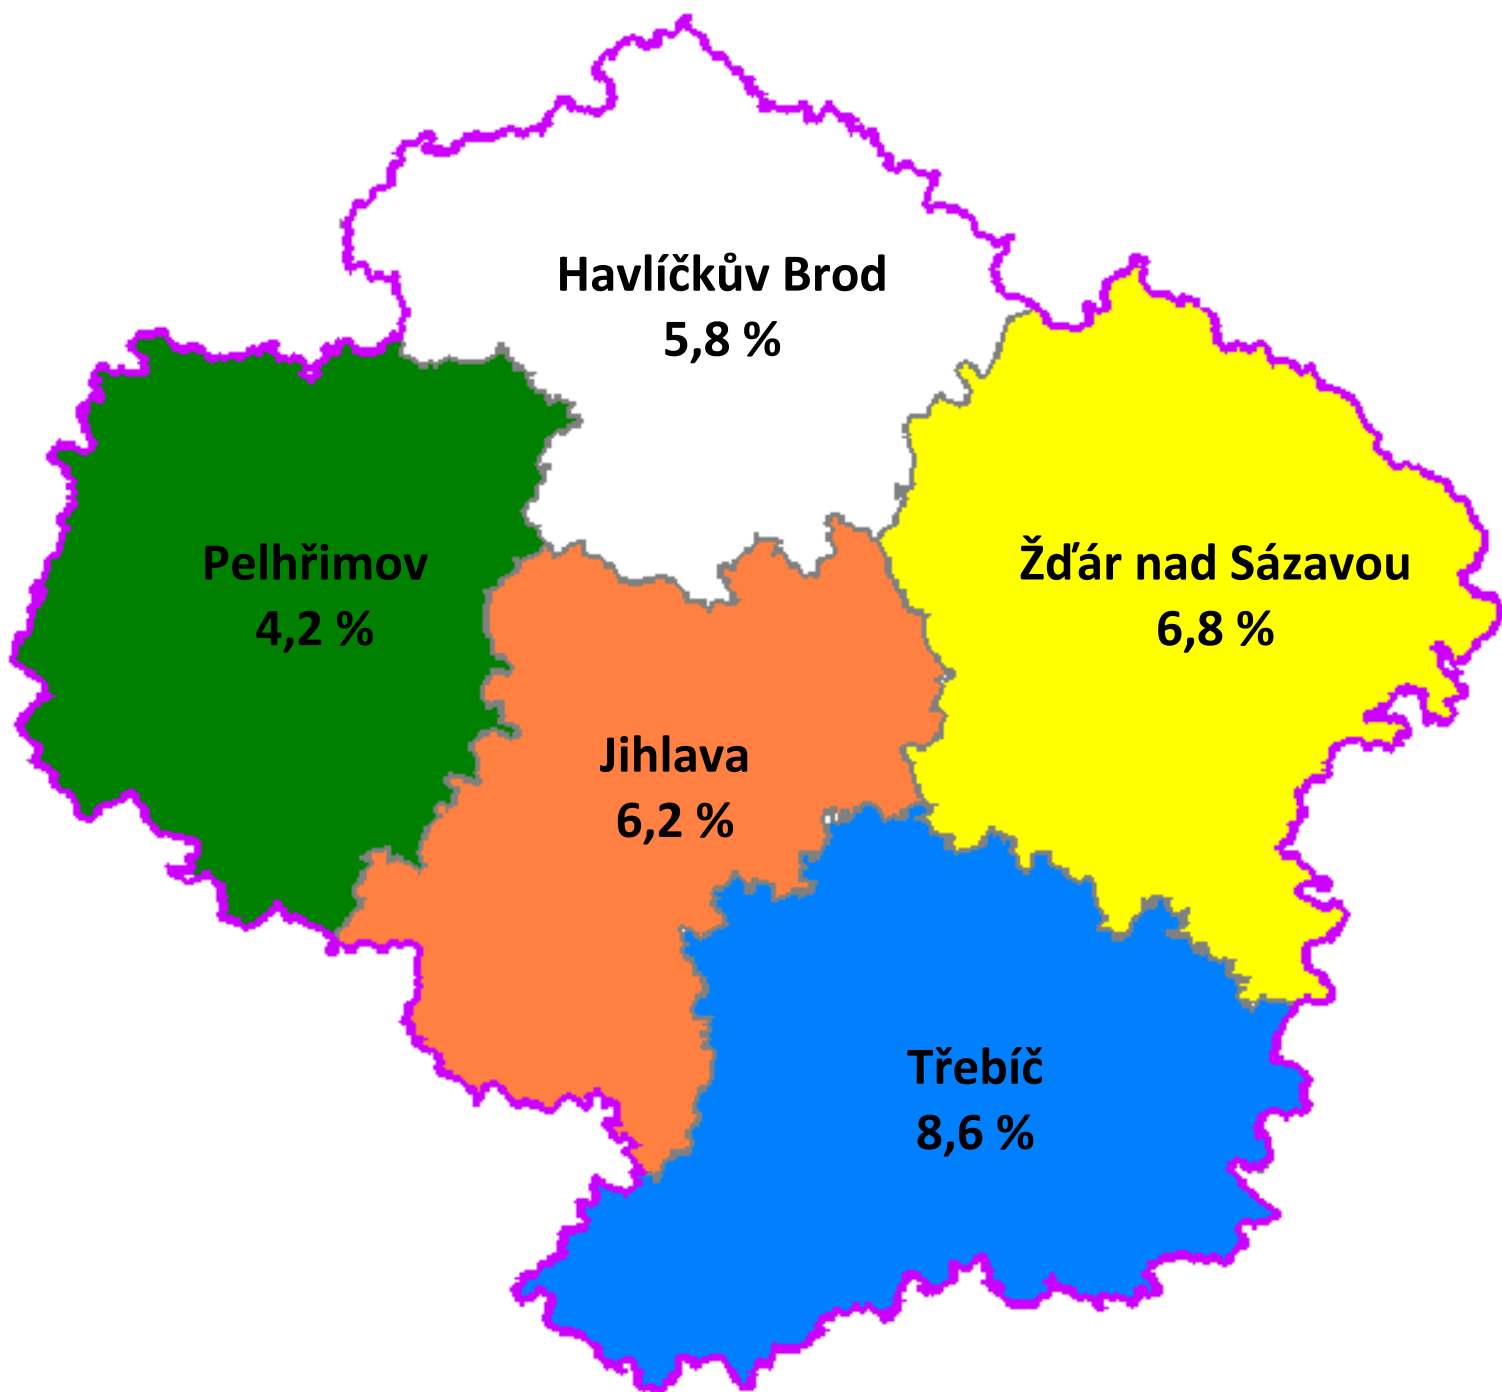 Havlíčkův Brod
5,8 %
Pelhřimov
4,2 %
Žďár nad Sázavou
6,8 %
Jihlava
6,2 %
Třebíč
8,6 %